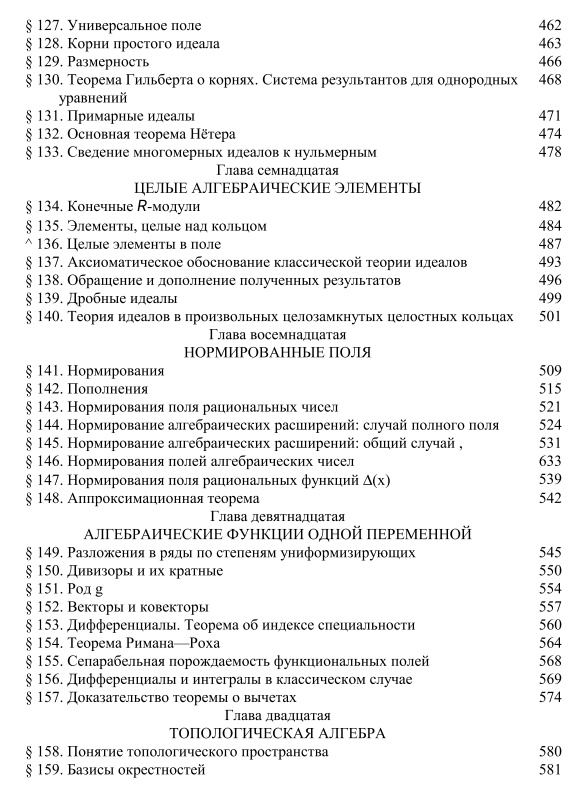 § 127. Универсальное поле 462
§ 128. Корни простого идеала 463
§ 129. Размерность 466
§ 130. Теорема Гильберта о корнях. Система результантов для однородных 468
уравнений
§ 131. Примарные идеалы 471
§ 132. Основная теорема Нётера 474
§ 133. Сведение многомерных идеалов к нульмерным 478
Глава семнадцатая
ЦЕЛЫЕ АЛГЕБРАИЧЕСКИЕ ЭЛЕМЕНТЫ
§ 134. Конечные R-модули 482
§ 135. Элементы, целые над кольцом 484
^ 136. Целые элементы в поле 487
§ 137. Аксиоматическое обоснование классической теории идеалов 493
§ 138. Обращение и дополнение полученных результатов 496
§ 139. Дробные идеалы 499
§ 140. Теория идеалов в произвольных целозамкнутых целостных кольцах 501
Глава восемнадцатая
НОРМИРОВАННЫЕ ПОЛЯ
§ 141. Нормирования 509
§ 142. Пополнения 515
§ 143. Нормирования поля рациональных чисел 521
§ 144. Нормирование алгебраических расширений: случай полного поля 524
§ 145. Нормирование алгебраических расширений: общий случай , 531
§ 146. Нормирования полей алгебраических чисел 633
§ 147. Нормирования поля рациональных функций Δ(x) 539
§ 148. Аппроксимационная теорема 542
Глава девятнадцатая
АЛГЕБРАИЧЕСКИЕ ФУНКЦИИ ОДНОЙ ПЕРЕМЕННОЙ
§ 149. Разложения в ряды по степеням униформизирующих 545
§ 150. Дивизоры и их кратные 550
§ 151. Род g 554
§ 152. Векторы и ковекторы 557
§ 153. Дифференциалы. Теорема об индексе специальности 560
§ 154. Теорема Римана—Роха 564
§ 155. Сепарабельная порождаемость функциональных полей 568
§ 156. Дифференциалы и интегралы в классическом случае 569
§ 157. Доказательство теоремы о вычетах 574
Глава двадцатая
ТОПОЛОГИЧЕСКАЯ АЛГЕБРА
§ 158. Понятие топологического пространства 580
§ 159. Базисы окрестностей 581